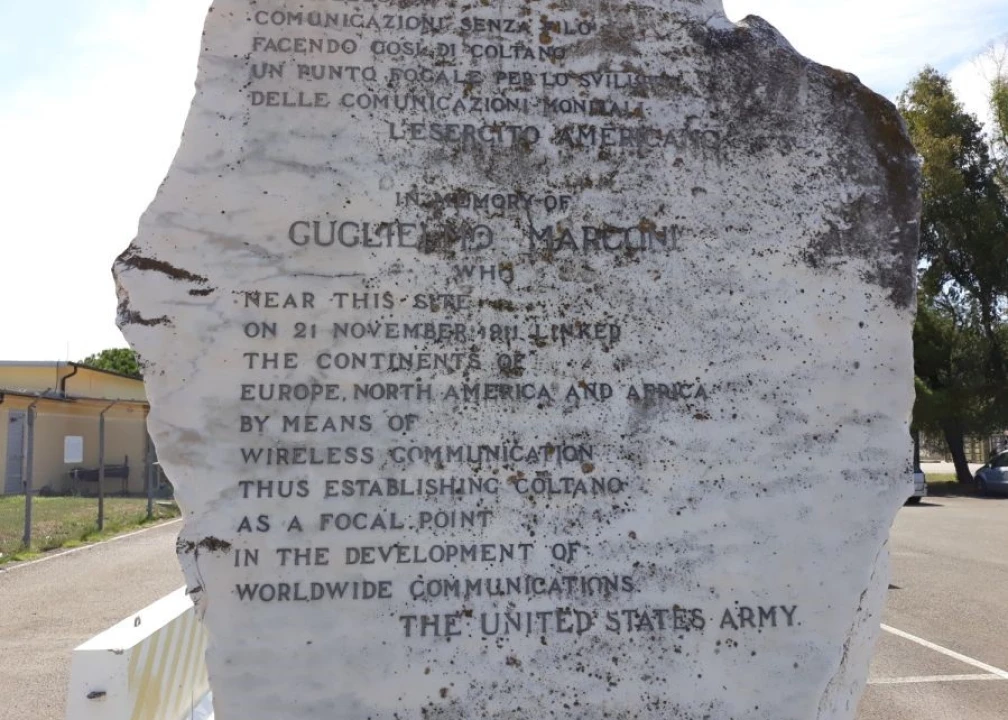 COMUNICAZIONI SENZA FILO
FACENDO COSI DI COLTANO
UN PUNTO FOCALE PER LO
DELLE COMUNICAZIONI MONDIALI
L'ESERCITO AMERICANO
IN MEMORY OF
GUGLIELMO MARCONI
WHO
NEAR THIS SITE
ON 21 NOVEMBER 1911 LINKED
THE CONTINENTS OF
EUROPE, NORTH AMERICA AND AFRICA
BY MEANS OF
WIRELESS COMMUNICATION
THUS ESTABLISHING COLTANO
AS A FOCAL POINT
IN THE DEVELOPMENT OF
WORLDWIDE COMMUNICATIONS
THE UNITED STATES ARMY.